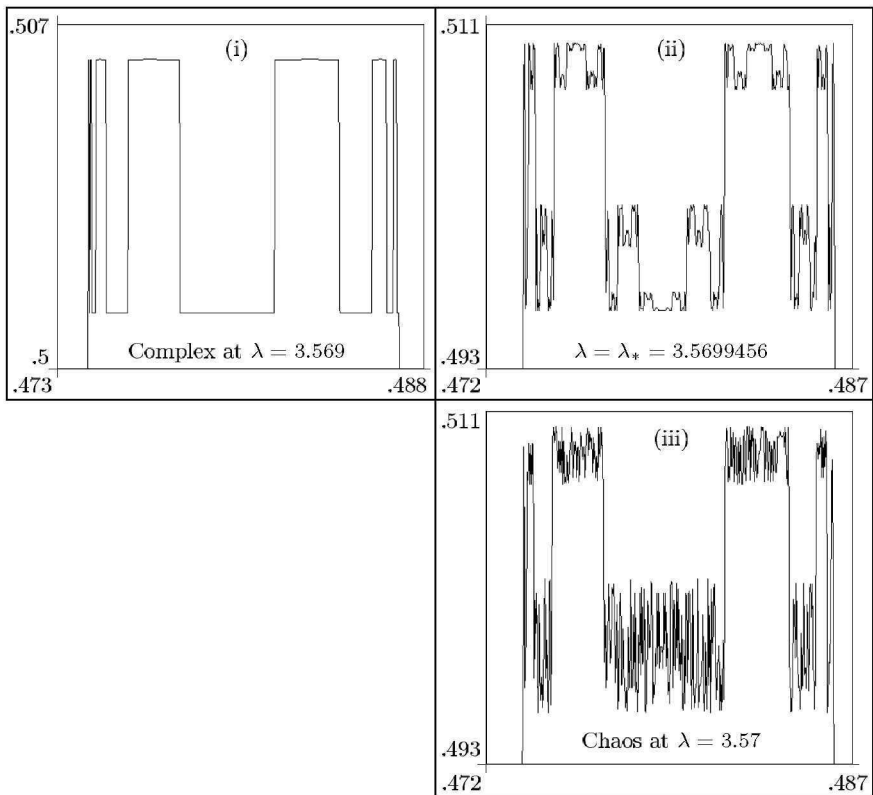 .507
(i)
.5
Complex at λ = 3.569
.473
.488
.511
(ii)
.493
λ = λ∗ = 3.5699456
.472
.487
.511
(iii)
.493
Chaos at λ = 3.57
.472
.487